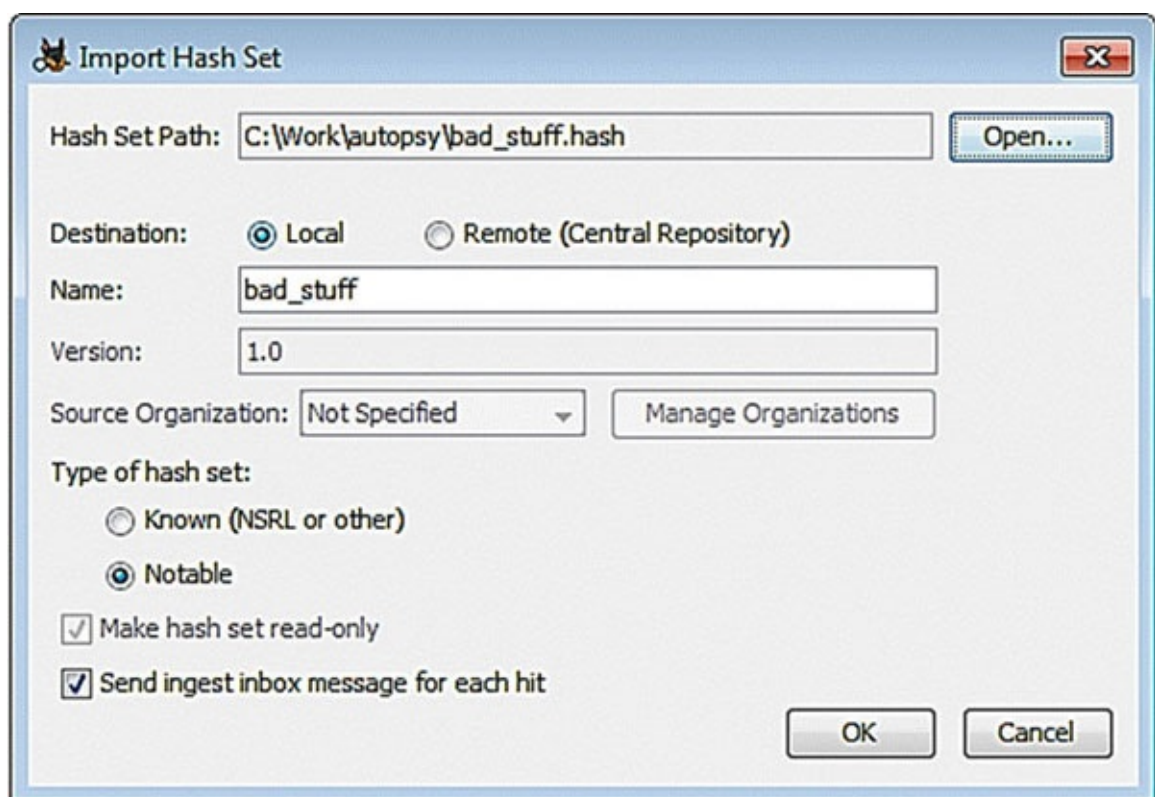 Import Hash Set
Hash Set Path: C:\Work\autopsy\bad_stuff.hash Open...
Destination: Local Remote (Central Repository)
Name: bad_stuff
Version: 1.0
Source Organization: Not Specified Manage Organizations
Type of hash set:
Known (NSRL or other)
Notable
Make hash set read-only
Send ingest inbox message for each hit
OK Cancel